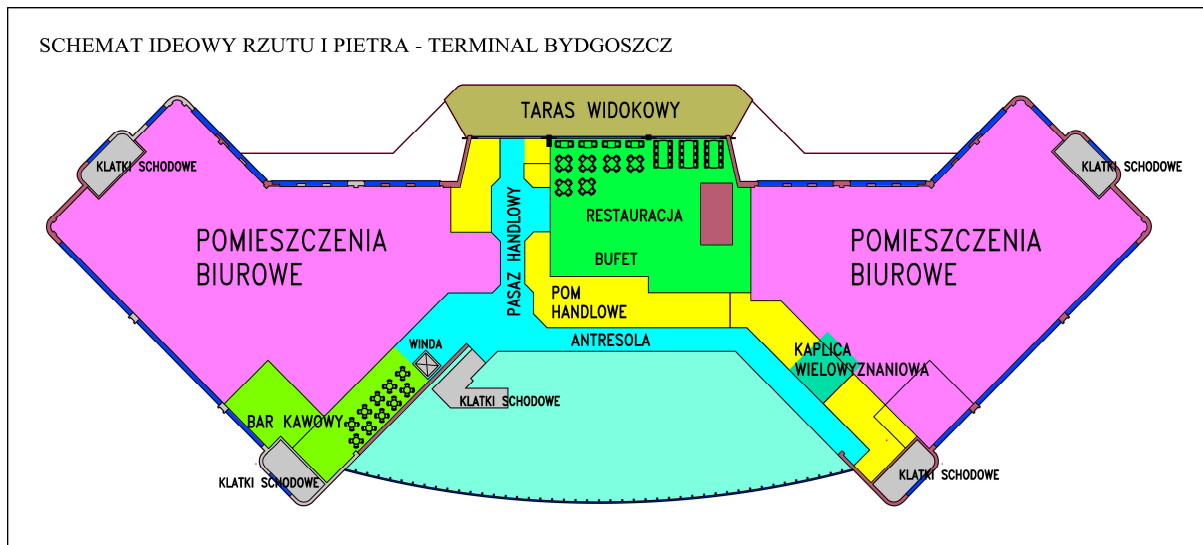 SCHEMAT IDEOWY RZUTU I PIETRA - TERMINAL BYDGOSZCZ
TARAS WIDOKOWY
KLATKI SCHODOWE
KLATKI SCHODOWE
PASAZ HANDLOWY
RESTAURACJA
POMIESZCZENIA
BIUROWE
POMIESZCZENIA
BIUROWE
BUFET
POM
HANDLOWE
ANTRESOLA
WINDA
KAPLICA
WIELOWYZNANIOWA
KLATKI SCHODOWE
BAR KAWOWY
KLATKI SCHODOWE
KLATKI SCHODOWE